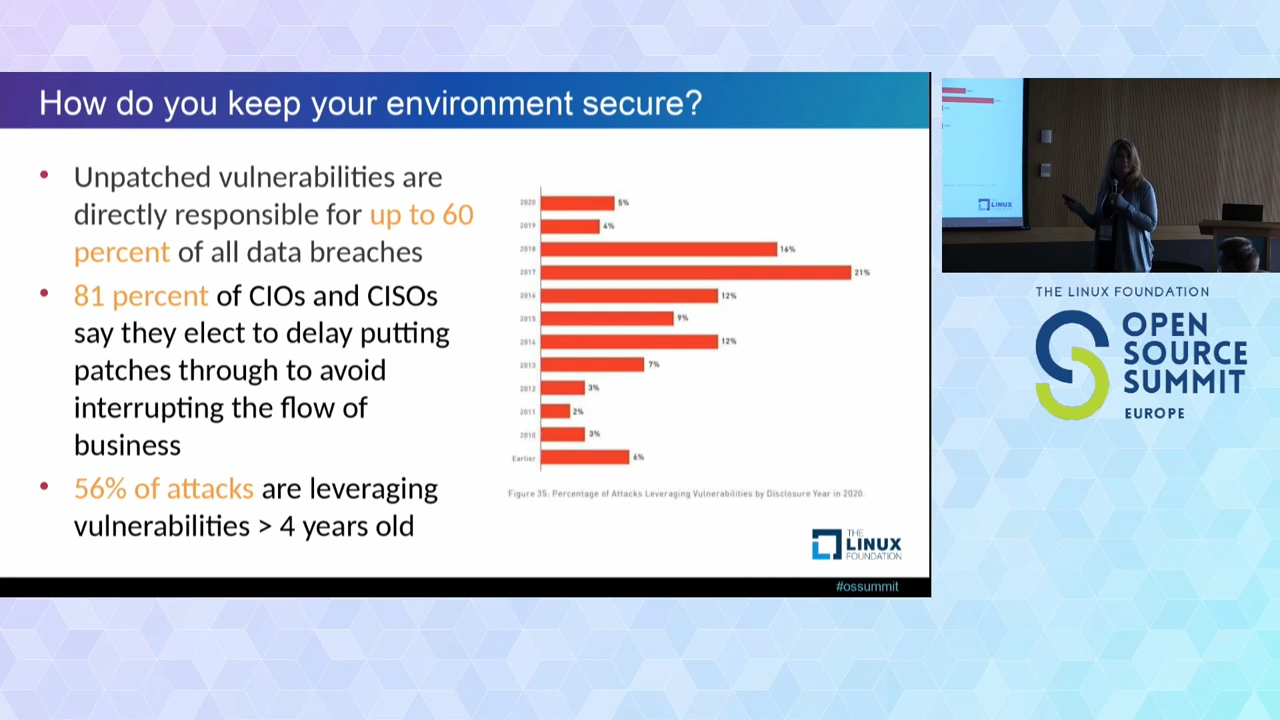 How do you keep your environment secure?
• Unpatched vulnerabilities are
directly responsible for up to 60
percent of all data breaches
• 81 percent of CIOs and CISOs
say they elect to delay putting
patches through to avoid
interrupting the flow of
business
• 56% of attacks are leveraging
vulnerabilities > 4 years old
2020 5%
2019 4%
2018 16%
2017 21%
2016 12%
2015 9%
2014 12%
2013 7%
2012 3%
2011 2%
2010 3%
Earlier 6%
Figure 35: Percentage of Attacks Leveraging Vulnerabilities by Disclosure Year in 2020.
THE
LINUX
FOUNDATION
#ossummit
LINUX
THE LINUX FOUNDATION
OPEN
SOURCE
SUMMIT
EUROPE